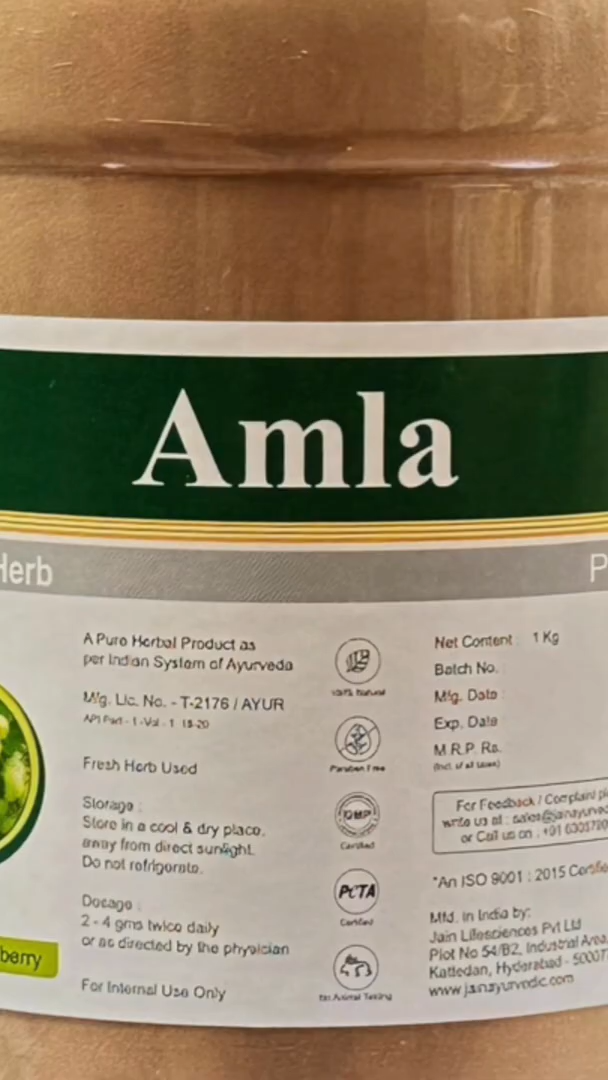 Amla
Herb
P
A Pure Herbal Product as
per Indian System of Ayurveda
Mfg. Lic. No. - T-2176 / AYUR
API Part - 1 - Vol - 1 18-20
Fresh Herb Used
Storage :
Store in a cool & dry place,
away from direct sunlight.
Do not refrigerate.
Dosage :
2 - 4 gms twice daily
or as directed by the physician
For Internal Use Only
berry
100% Natural
Paraben Free
GMP
Certified
PETA
Certified
No Animal Testing
Net Content : 1 Kg
Batch No. :
Mfg. Date :
Exp. Date
M R P. Rs.
(Incl. of all taxes)
For Feedback / Complaint pl
write us at : sales@jainayurved
or Call us on : +91
*An ISO 9001 : 2015 Certifie
Mfd. in India by:
Jain Lifesciences Pvt Ltd
Plot No 54/B2, Industrial Area,
Kattedan, Hyderabad - 50007
www.jainayurvedic.com